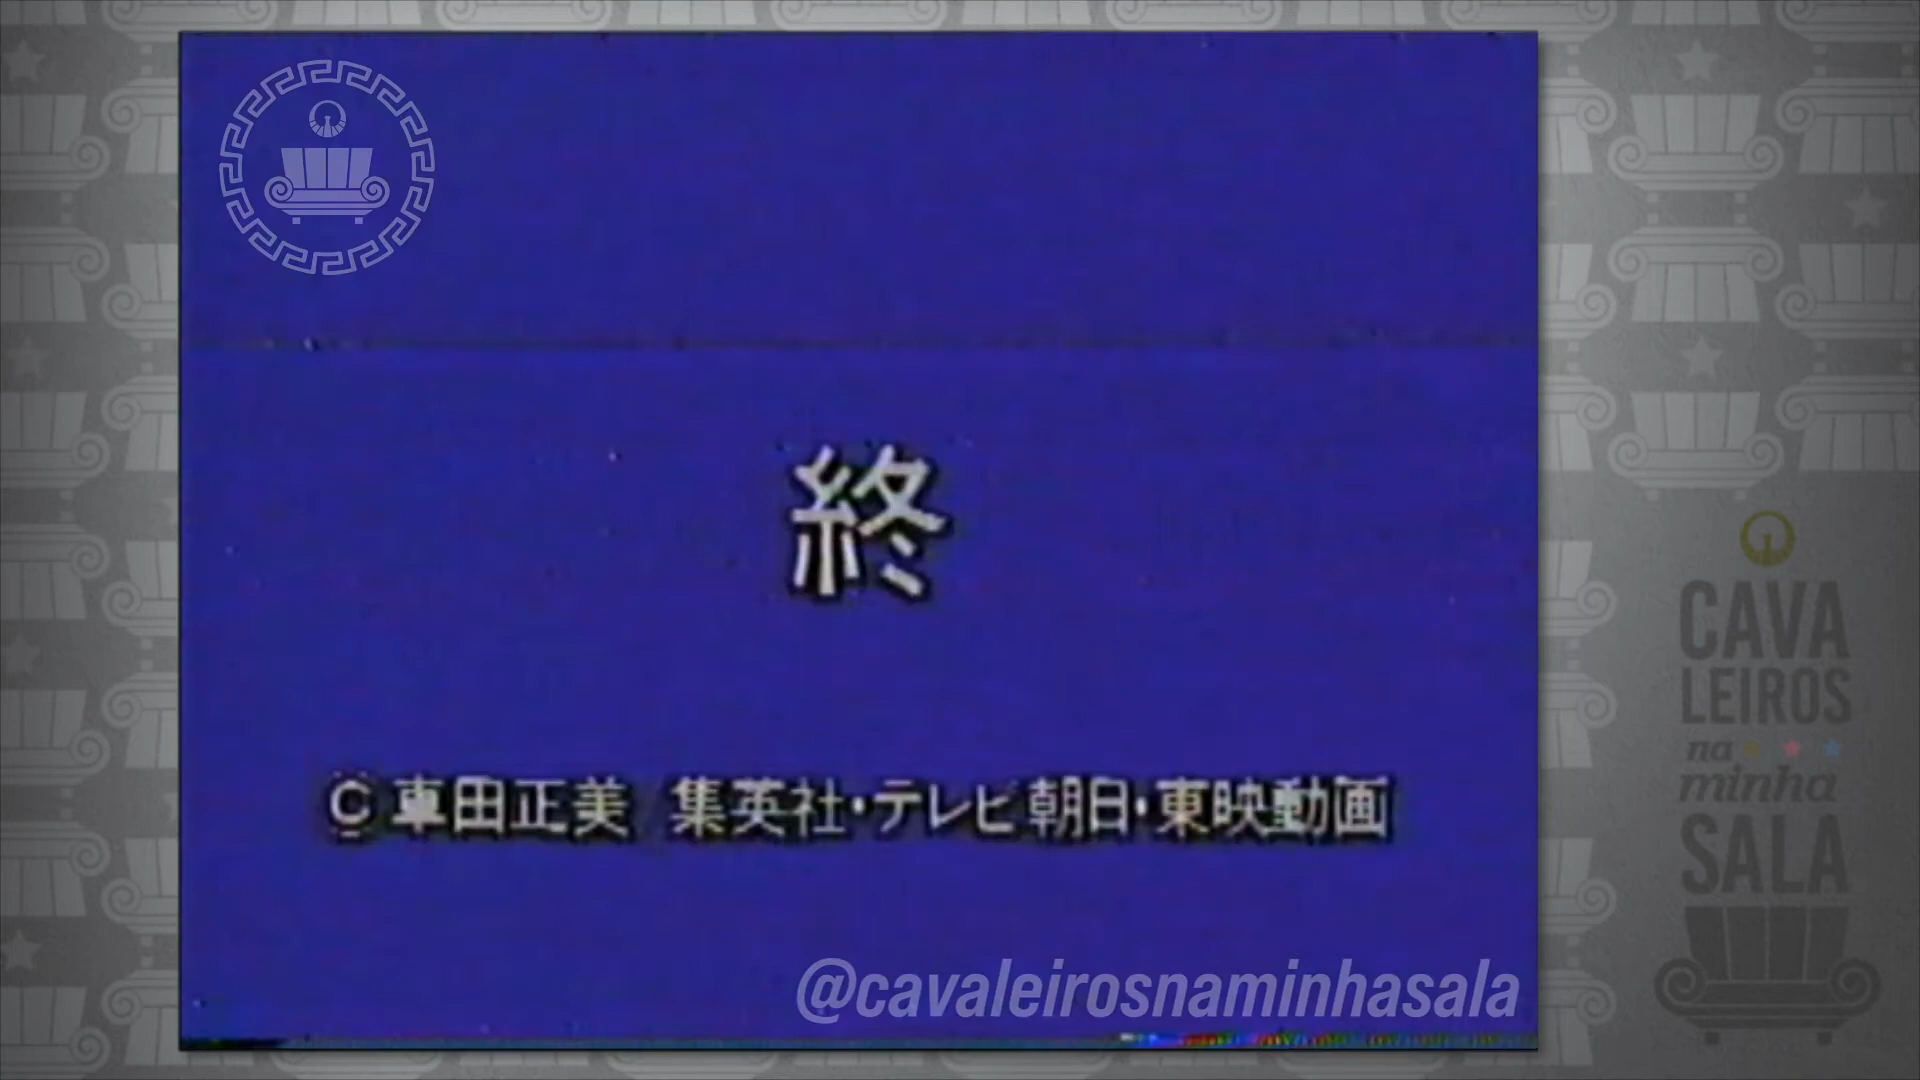 終
© 車田正美 集英社・テレビ朝日・東映動画
@cavaleirosnaminhasala
CAVA
LEIROS
na
minha
SALA